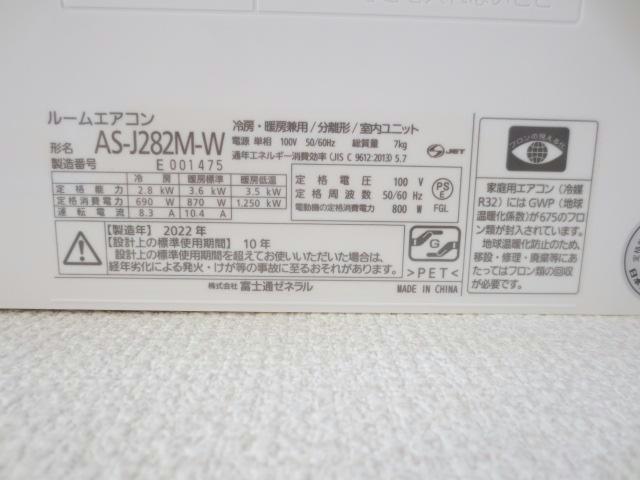 ルームエアコン
形名 AS-J282M-W
製造番号 E 001475
冷房・暖房兼用/分離形/室内ユニット
電源 単相 100V 50/60Hz 総質量 7kg
通年エネルギー消費効率(JIS C 9612:2013) 5.7
JET
冷房 暖房標準 暖房低温
定格能力 2.8 kW 3.6 kW 3.5 kW
定格消費電力 690 W 870 W 1,250 kW
運転電流 8.3 A 10.4 A
定格電圧 100 V
定格周波数 50/60 Hz
電動機の定格消費電力 800 W
PSE
FGL
【製造年】2022 年
【設計上の標準使用期間】10 年
設計上の標準使用期間を超えてお使いいただいた場合は、
経年劣化による発火・けが等の事故に至るおそれがあります。
>PET<
株式会社 富士通ゼネラル
MADE IN CHINA
フロンの見える化
家庭用エアコン(冷媒
R32)にはGWP(地球
温暖化係数)が675のフロ
ン類が封入されています。
地球温暖化防止のため、
移設・修理・廃棄等にあ
たってはフロン類の回収
が必要です。